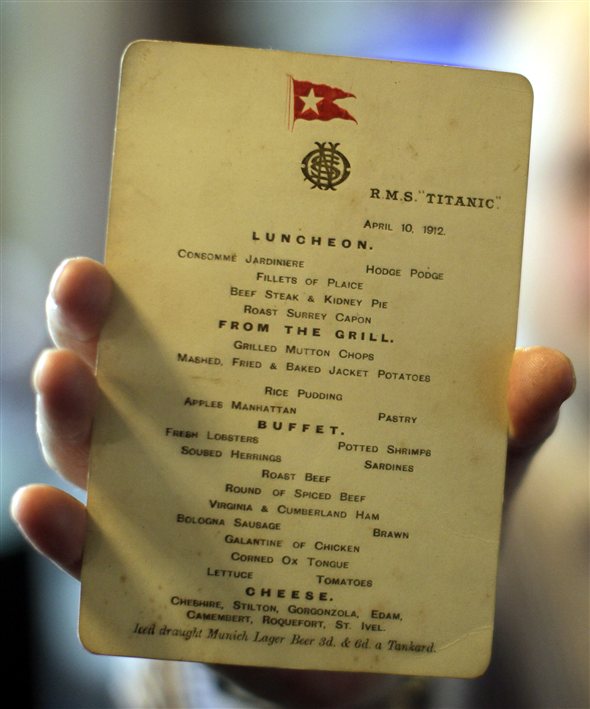 R.M.S. "TITANIC".
APRIL 10, 1912.
LUNCHEON.
CONSOMMÉ JARDINIERE HODGE PODGE
FILLETS OF PLAICE
BEEF STEAK & KIDNEY PIE
ROAST SURREY CAPON
FROM THE GRILL.
GRILLED MUTTON CHOPS
MASHED, FRIED & BAKED JACKET POTATOES
RICE PUDDING
APPLES MANHATTAN PASTRY
BUFFET.
FRESH LOBSTERS POTTED SHRIMPS
SOUSED HERRINGS SARDINES
ROAST BEEF
ROUND OF SPICED BEEF
VIRGINIA & CUMBERLAND HAM
BOLOGNA SAUSAGE BRAWN
GALANTINE OF CHICKEN
CORNED OX TONGUE
LETTUCE TOMATOES
CHEESE.
CHESHIRE, STILTON, GORGONZOLA, EDAM,
CAMEMBERT, ROQUEFORT, ST. IVEL.
Iced draught Munich Lager Beer 3d. & 6d. a Tankard.